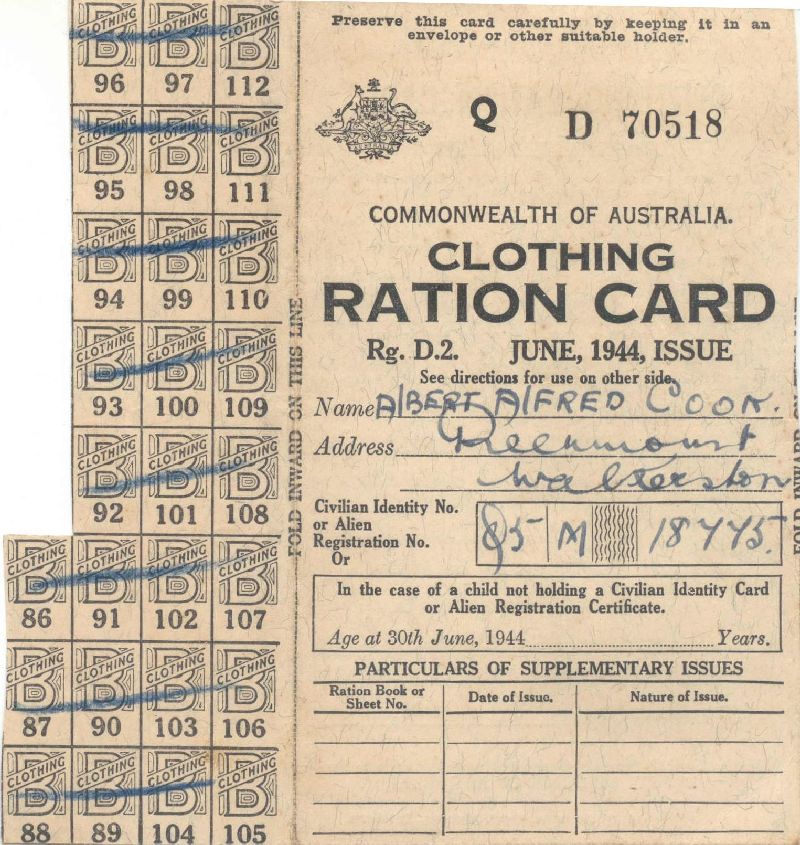 Preserve this card carefully by keeping it in an
envelope or other suitable holder.
AUSTRALIA
Q D 70518
COMMONWEALTH OF AUSTRALIA.
CLOTHING
RATION CARD
Rg. D.2. JUNE, 1944, ISSUE
See directions for use on other side.
Name AlBERT AlFRED COOK.
Address
Walkerston
Civilian Identity No.
or Alien
Registration No.
Or
Q5 M 18775.
In the case of a child not holding a Civilian Identity Card
or Alien Registration Certificate.
Age at 30th June, 1944 Years.
PARTICULARS OF SUPPLEMENTARY ISSUES
Ration Book or Sheet No. Date of Issue. Nature of Issue.
FOLD INWARD ON THIS LINE
CLOTHING B CLOTHING B CLOTHING B
96 97 112
CLOTHING B CLOTHING B CLOTHING B
95 98 111
CLOTHING B CLOTHING B CLOTHING B
94 99 110
CLOTHING B CLOTHING B CLOTHING B
93 100 109
CLOTHING B CLOTHING B CLOTHING B
92 101 108
CLOTHING B CLOTHING B CLOTHING B CLOTHING B
86 91 102 107
CLOTHING B CLOTHING B CLOTHING B CLOTHING B
87 90 103 106
CLOTHING B CLOTHING B CLOTHING B CLOTHING B
88 89 104 105